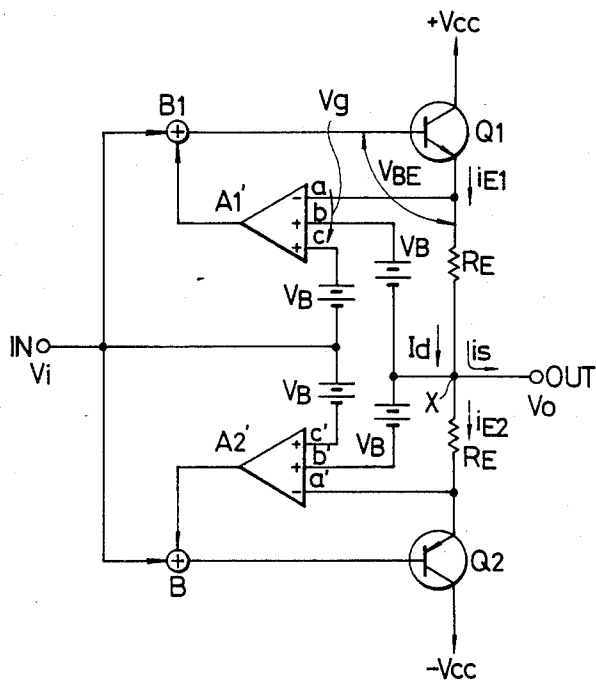 +Vcc
B1
Vg
Q1
VBE
iE1
A1'
a
b
c
VB
RE
VB
IN
Vi
Id
is
OUT
Vo
X
VB
VB
iE2
RE
A2'
c'
b'
a'
B
Q2
-Vcc